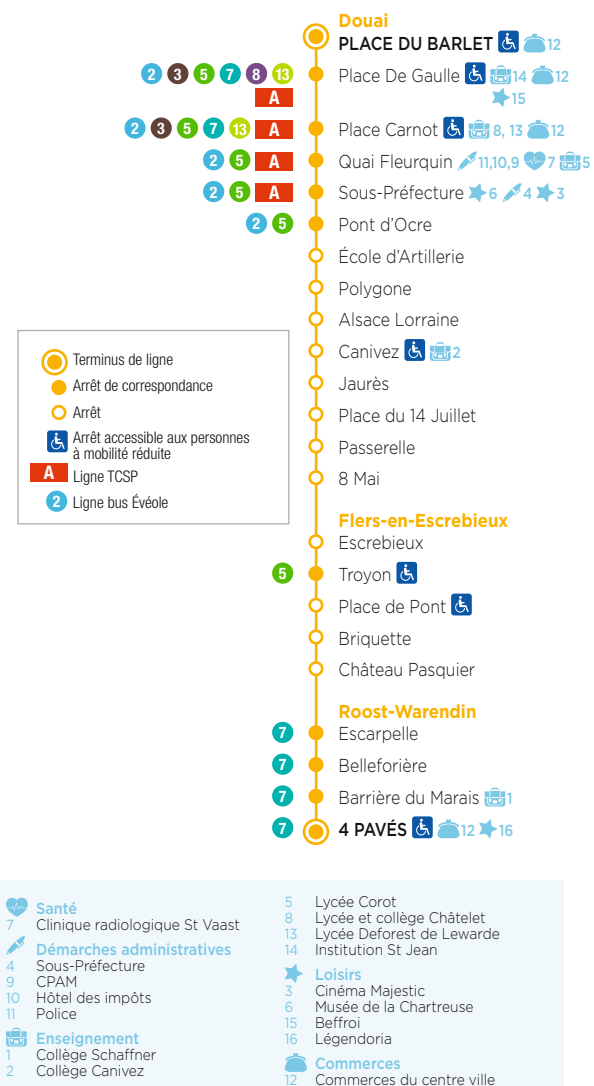 Douai
PLACE DU BARLET 12
2 3 5 7 8 13 Place De Gaulle 14 12
A 15
2 3 5 7 13 A Place Carnot 8, 13 12
2 5 A Quai Fleurquin 11,10,9 7 5
2 5 A Sous-Préfecture 6 4 3
2 5 Pont d'Ocre
École d'Artillerie
Polygone
Alsace Lorraine
Canivez 2
Jaurès
Place du 14 Juillet
Passerelle
8 Mai
Terminus de ligne
Arrêt de correspondance
Arrêt
Arrêt accessible aux personnes
à mobilité réduite
A Ligne TCSP
2 Ligne bus Évéole
Flers-en-Escrebieux
Escrebieux
5 Troyon
Place de Pont
Briquette
Château Pasquier
Roost-Warendin
7 Escarpelle
7 Belleforière
7 Barrière du Marais 1
7 4 PAVÉS 12 16
Santé
7 Clinique radiologique St Vaast
Démarches administratives
4 Sous-Préfecture
9 CPAM
10 Hôtel des impôts
11 Police
Enseignement
1 Collège Schaffner
2 Collège Canivez
5 Lycée Corot
8 Lycée et collège Châtelet
13 Lycée Deforest de Lewarde
14 Institution St Jean
Loisirs
3 Cinéma Majestic
6 Musée de la Chartreuse
15 Beffroi
16 Légendoria
Commerces
12 Commerces du centre ville